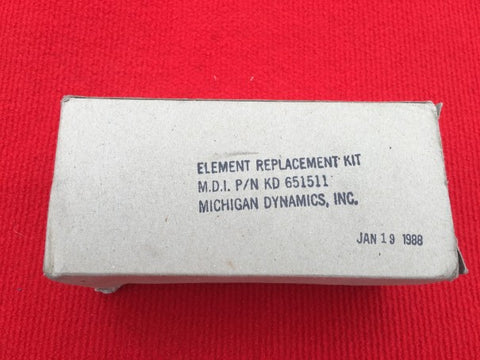 ELEMENT REPLACEMENT KIT
M.D.I. P/N KD 651511
MICHIGAN DYNAMICS, INC.
JAN 19 1988